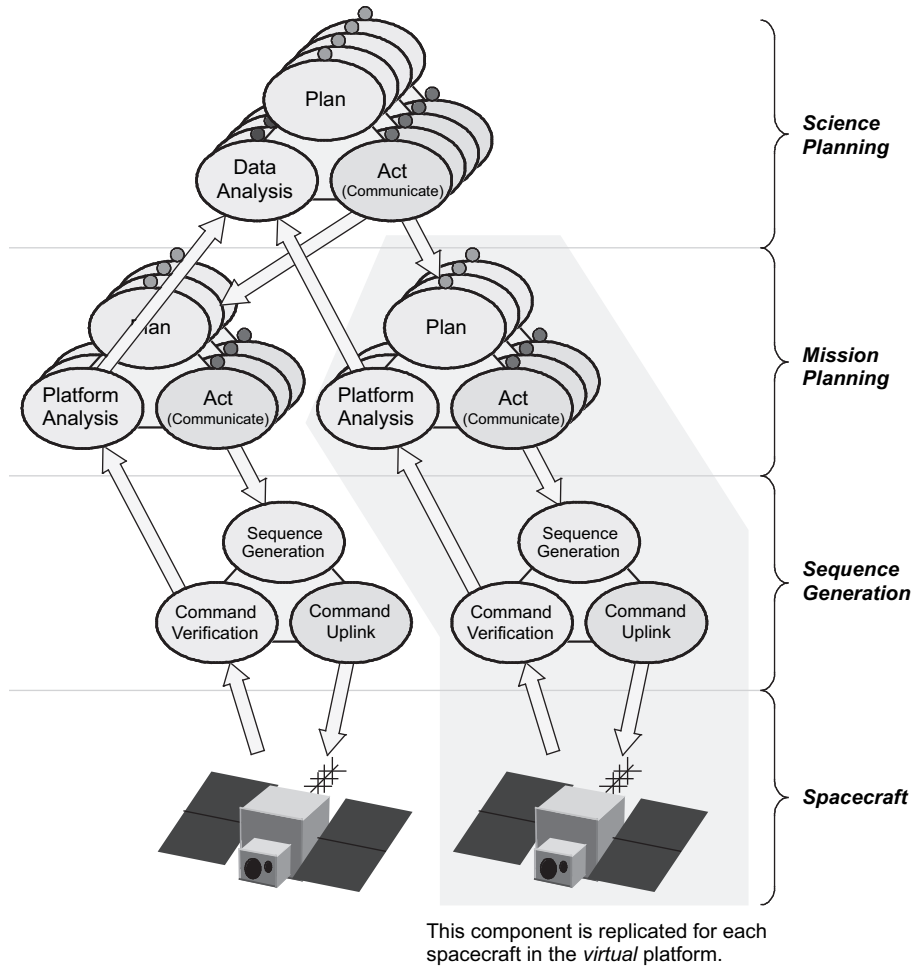 Plan
Data
Analysis
Act
(Communicate)
Science
Planning
Plan
Platform
Analysis
Act
(Communicate)
Plan
Platform
Analysis
Act
(Communicate)
Mission
Planning
Sequence
Generation
Command
Verification
Command
Uplink
Sequence
Generation
Command
Verification
Command
Uplink
Sequence
Generation
Spacecraft
This component is replicated for each
spacecraft in the virtual platform.